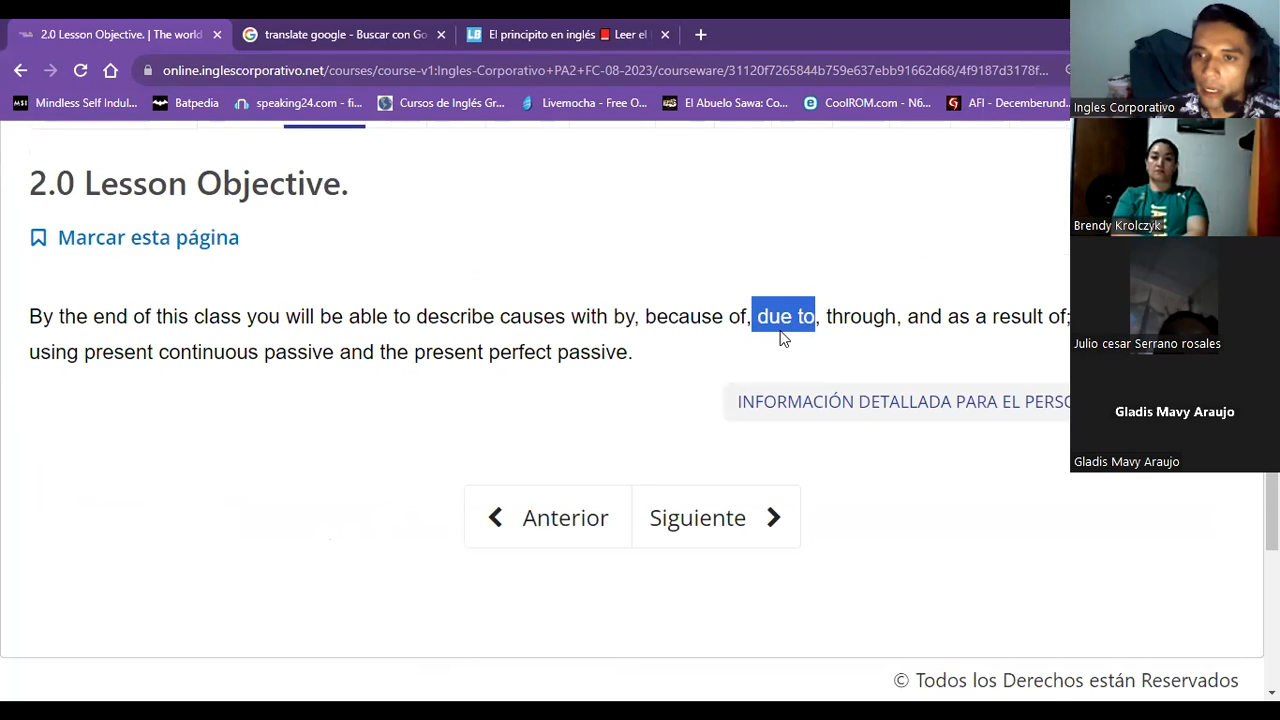 2.0 Lesson Objective. | The world
translate google - Buscar con Go
El principito en inglés 📕 Leer el
online.inglescorporativo.net/courses/course-v1:Ingles-Corporativo+PA2+FC-08-2023/courseware/31120f7265844b759e637ebb91662d68/4f9187d3178f...
Mindless Self Indul...
Batpedia
speaking24.com - fi...
Cursos de Inglés Gr...
Livemocha - Free O...
El Abuelo Sawa: Co...
CoolROM.com - N6...
AFI - Decemberund...
2.0 Lesson Objective.
Marcar esta página
By the end of this class you will be able to describe causes with by, because of, due to, through, and as a result of;
using present continuous passive and the present perfect passive.
INFORMACIÓN DETALLADA PARA EL PERSO
Anterior
Siguiente
© Todos los Derechos están Reservados
Ingles Corporativo
Brendy Krolczyk
Julio cesar Serrano rosales
Gladis Mavy Araujo
Gladis Mavy Araujo